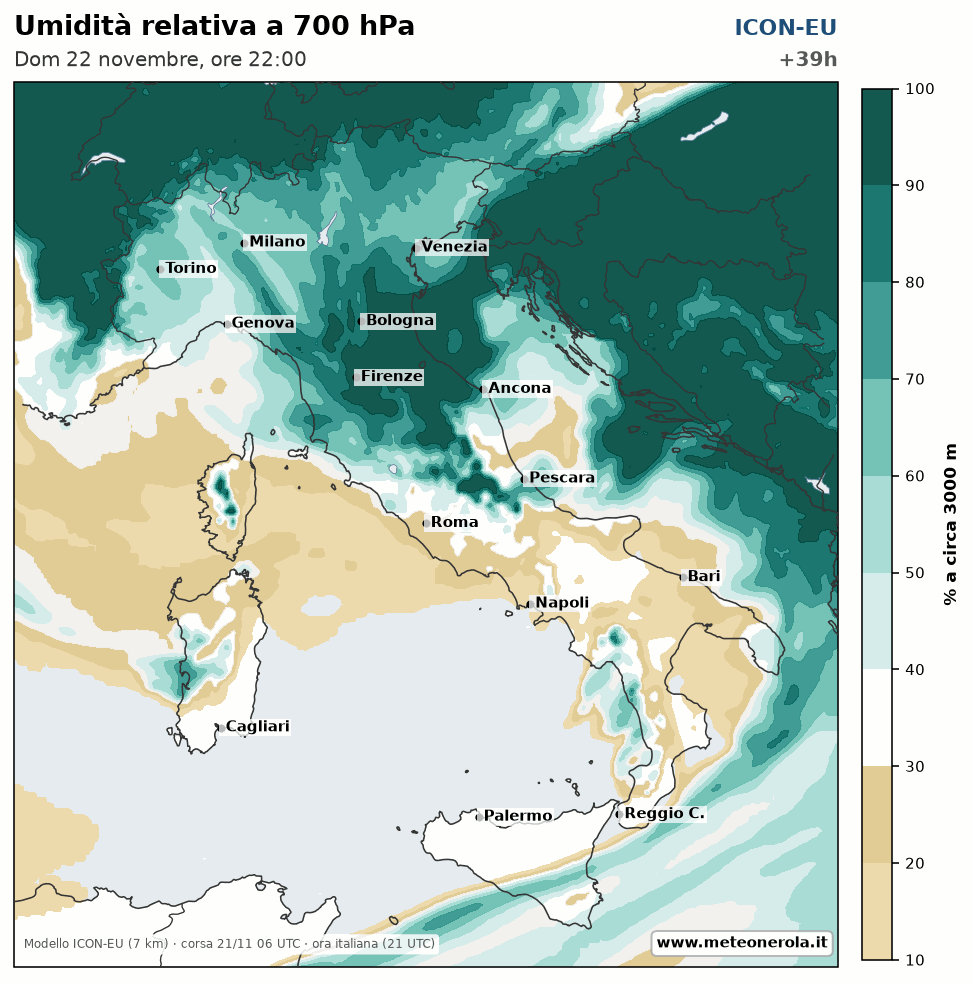 Umidità relativa a 700 hPa
ICON-EU
Dom 22 novembre, ore 22:00
+39h
100
90
80
70
60
50
40
30
20
10
% a circa 3000 m
Milano
Venezia
Torino
Genova
Bologna
Firenze
Ancona
Pescara
Roma
Bari
Napoli
Cagliari
Palermo
Reggio C.
Modello ICON-EU (7 km) · corsa 21/11 06 UTC · ora italiana (21 UTC)
www.meteonerola.it